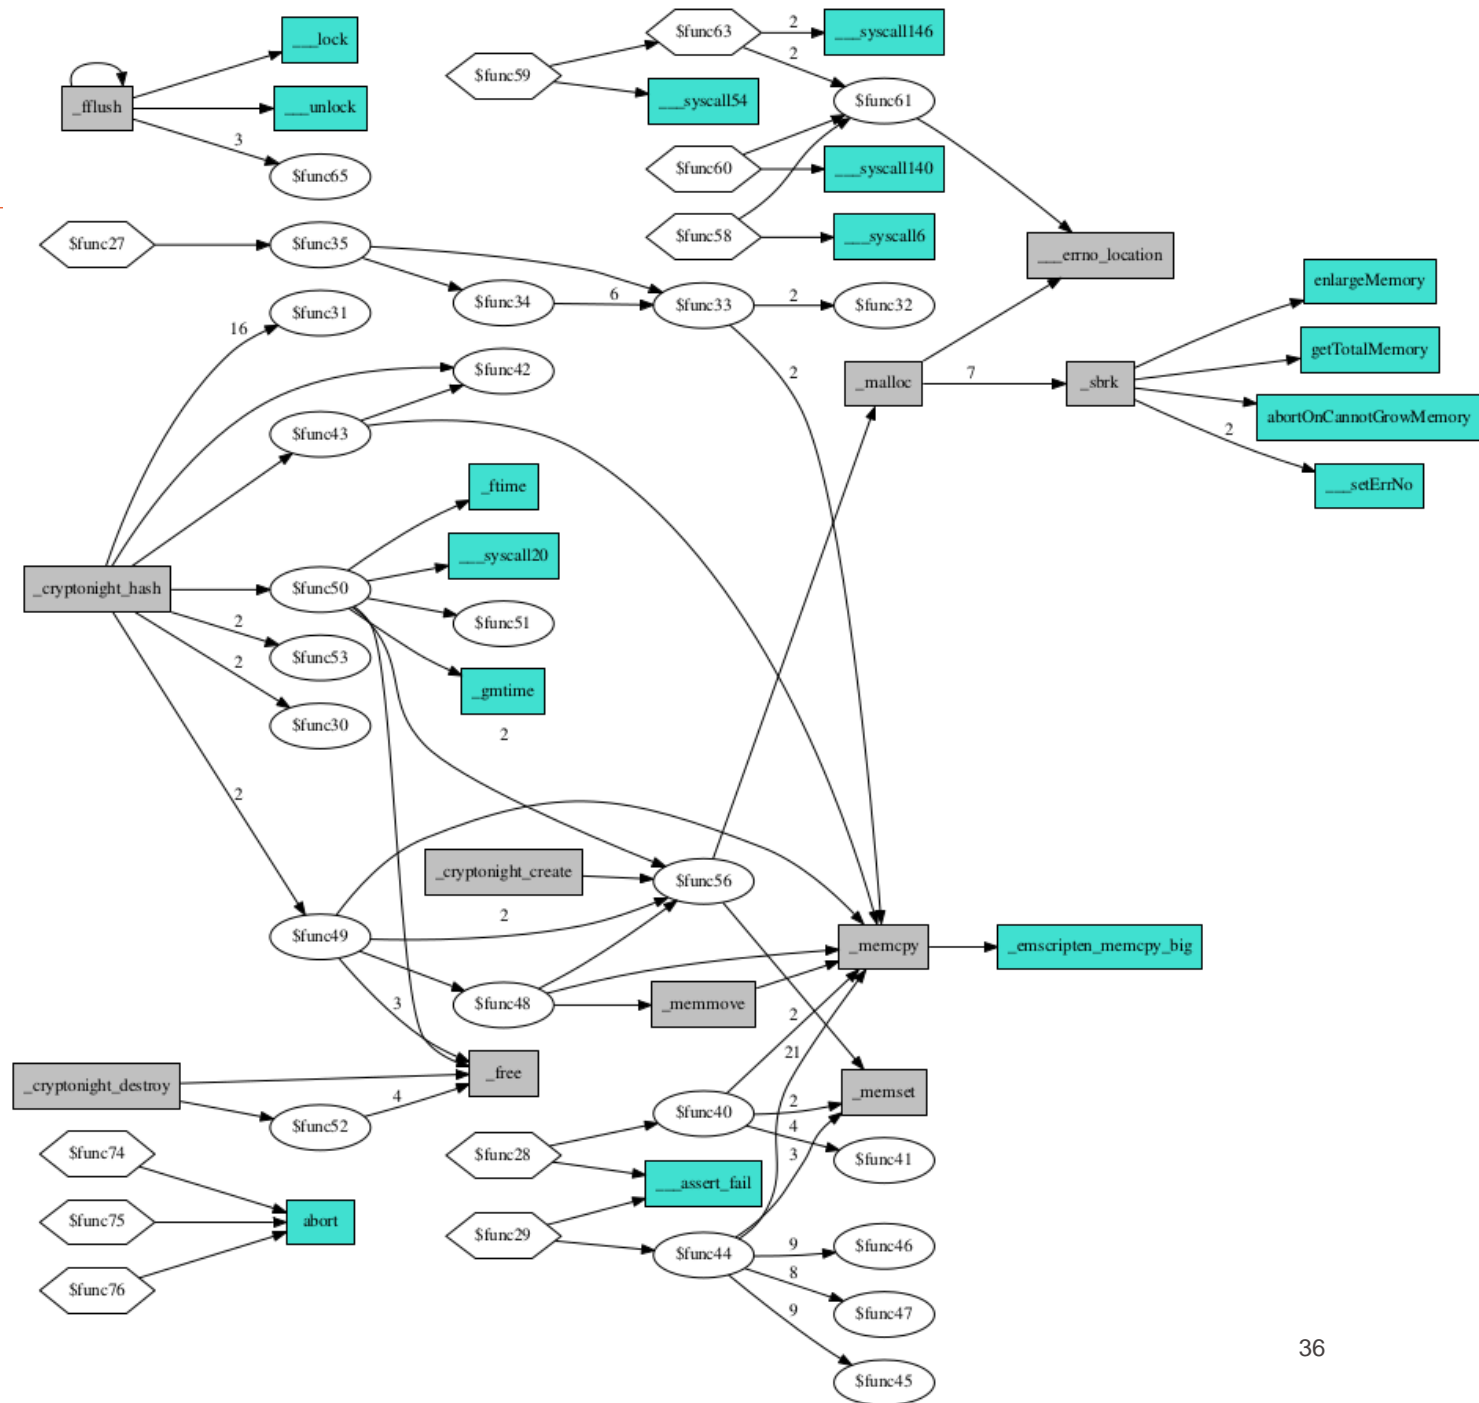 ___lock
_fflush
___unlock
3
$func65
$func63
2
___syscall146
2
$func59
___syscall54
$func61
$func60
___syscall140
$func58
___syscall6
$func27
$func35
$func34
6
$func33
2
$func32
___errno_location
enlargeMemory
getTotalMemory
_malloc
7
_sbrk
abortOnCannotGrowMemory
2
___setErrNo
16
$func31
$func42
$func43
2
_ftime
___syscall20
_cryptonight_hash
$func50
$func51
2
$func53
2
_gmtime
$func30
2
2
_cryptonight_create
$func56
2
$func49
_memcpy
_emscripten_memcpy_big
$func48
_memmove
3
2
21
_cryptonight_destroy
_free
4
$func52
_memset
$func40
2
4
$func41
3
$func74
$func28
___assert_fail
$func75
abort
$func29
$func44
9
$func46
8
$func76
$func47
9
$func45
36